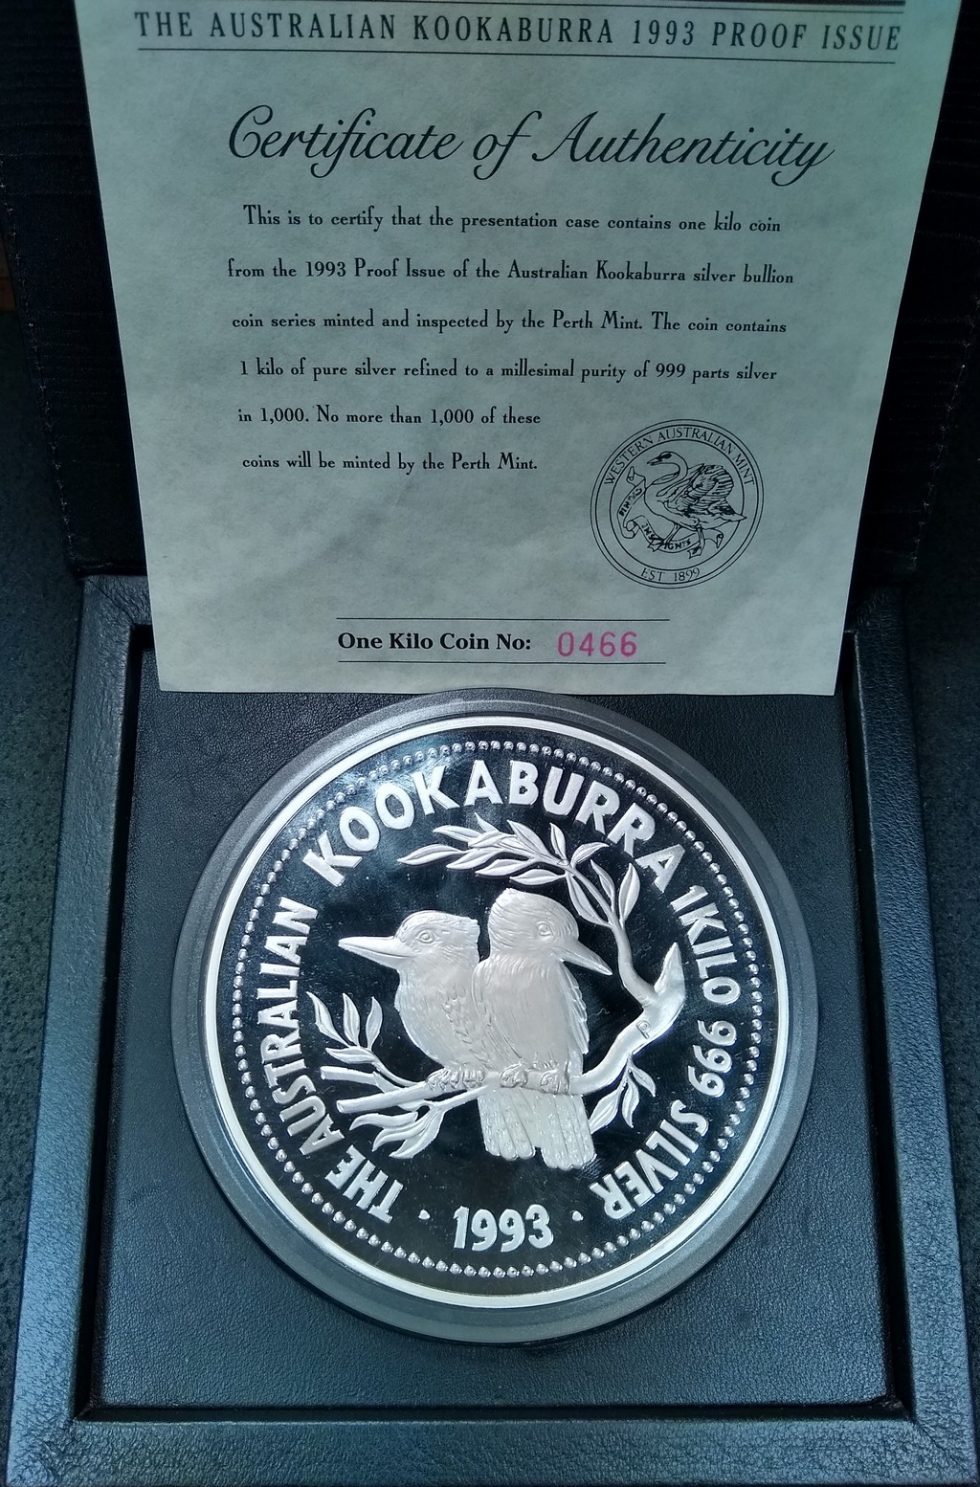 THE AUSTRALIAN KOOKABURRA 1993 PROOF ISSUE
Certificate of Authenticity
This is to certify that the presentation case contains one kilo coin
from the 1993 Proof Issue of the Australian Kookaburra silver bullion
coin series minted and inspected by the Perth Mint. The coin contains
1 kilo of pure silver refined to a millesimal purity of 999 parts silver
in 1,000. No more than 1,000 of these
coins will be minted by the Perth Mint.
WESTERN AUSTRALIAN MINT
EST 1899
One Kilo Coin No: 0466
THE AUSTRALIAN KOOKABURRA 1 KILO 999 SILVER
· 1993 ·
P